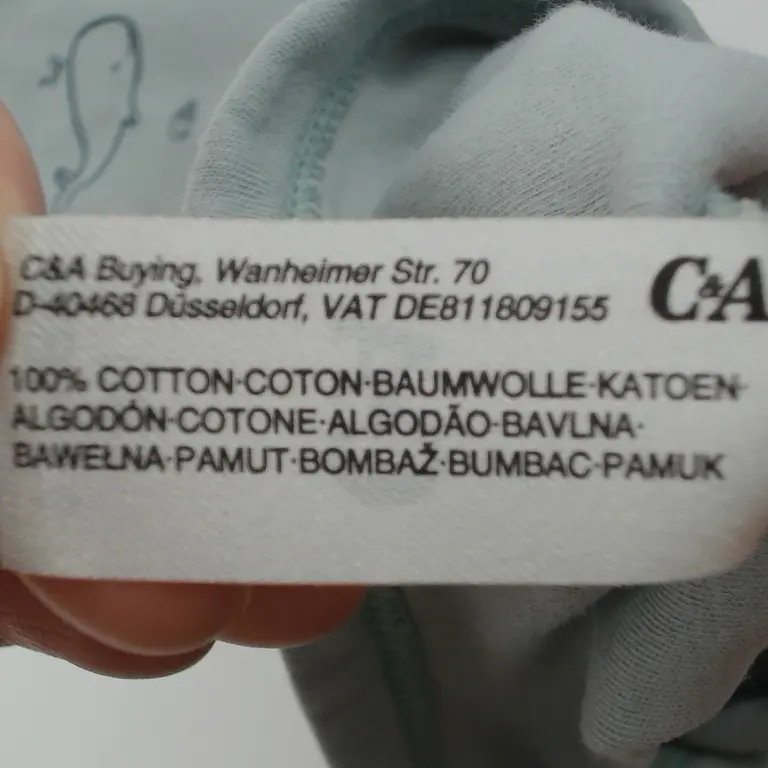 C&A Buying, Wanheimer Str. 70
D-40468 Düsseldorf, VAT DE811809155
C&A
100% COTTON·COTON·BAUMWOLLE·KATOEN·
ALGODÓN·COTONE·ALGODÃO·BAVLNA·
BAWEŁNA·PAMUT·BOMBAŽ·BUMBAC·PAMUK